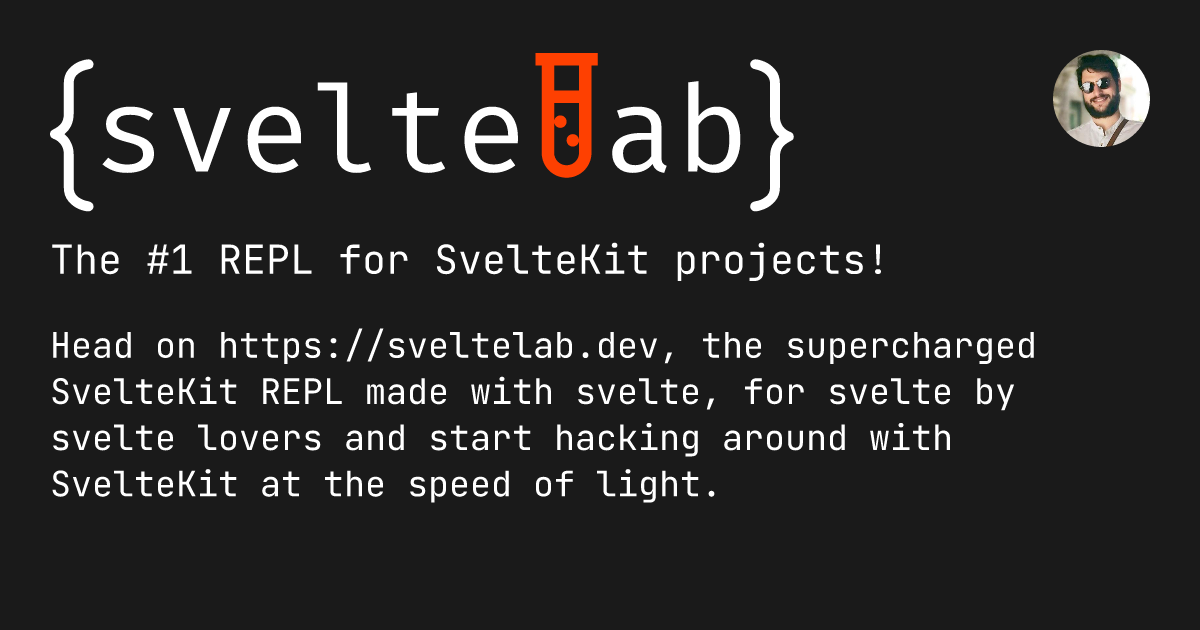 {sveltelab}
The #1 REPL for SvelteKit projects!
Head on https://sveltelab.dev, the supercharged
SvelteKit REPL made with svelte, for svelte by
svelte lovers and start hacking around with
SvelteKit at the speed of light.